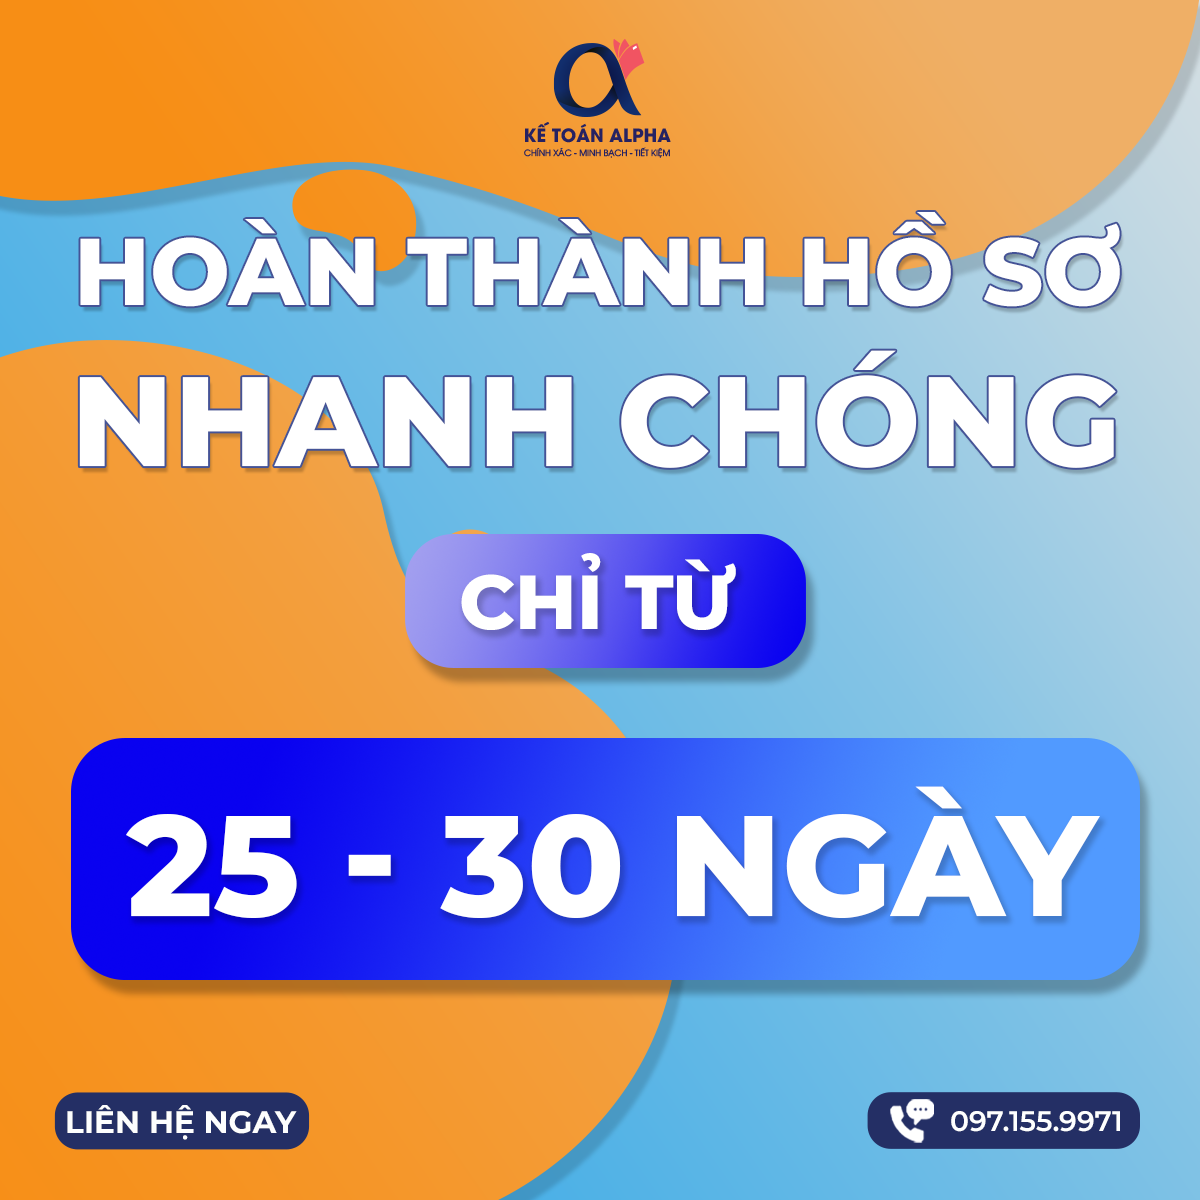 KẾ TOÁN ALPHA
CHÍNH XÁC - MINH BẠCH - TIẾT KIỆM
HOÀN THÀNH HỒ SƠ
NHANH CHÓNG
CHỈ TỪ
25 - 30 NGÀY
LIÊN HỆ NGAY
097.155.9971